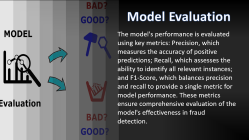 BAD?
GOOD?
MODEL
Evaluation
BAD?
GOOD?
Model Evaluation
The model's performance is evaluated
using key metrics: Precision, which
measures the accuracy of positive
predictions; Recall, which assesses the
ability to identify all relevant instances;
and F1-Score, which balances precision
and recall to provide a single metric for
model performance. These metrics
ensure comprehensive evaluation of the
model's effectiveness in fraud
detection.